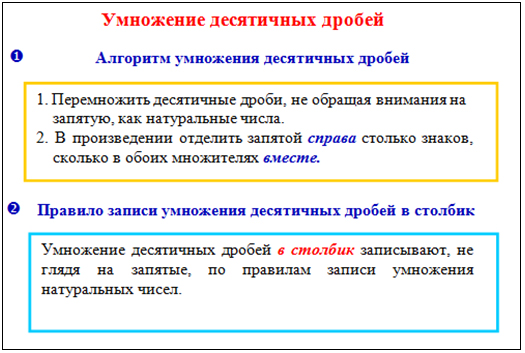 Умножение десятичных дробей
❶ Алгоритм умножения десятичных дробей
1. Перемножить десятичные дроби, не обращая внимания на
запятую, как натуральные числа.
2. В произведении отделить запятой справа столько знаков,
сколько в обоих множителях вместе.
❷ Правило записи умножения десятичных дробей в столбик
Умножение десятичных дробей в столбик записывают, не
глядя на запятые, по правилам записи умножения
натуральных чисел.